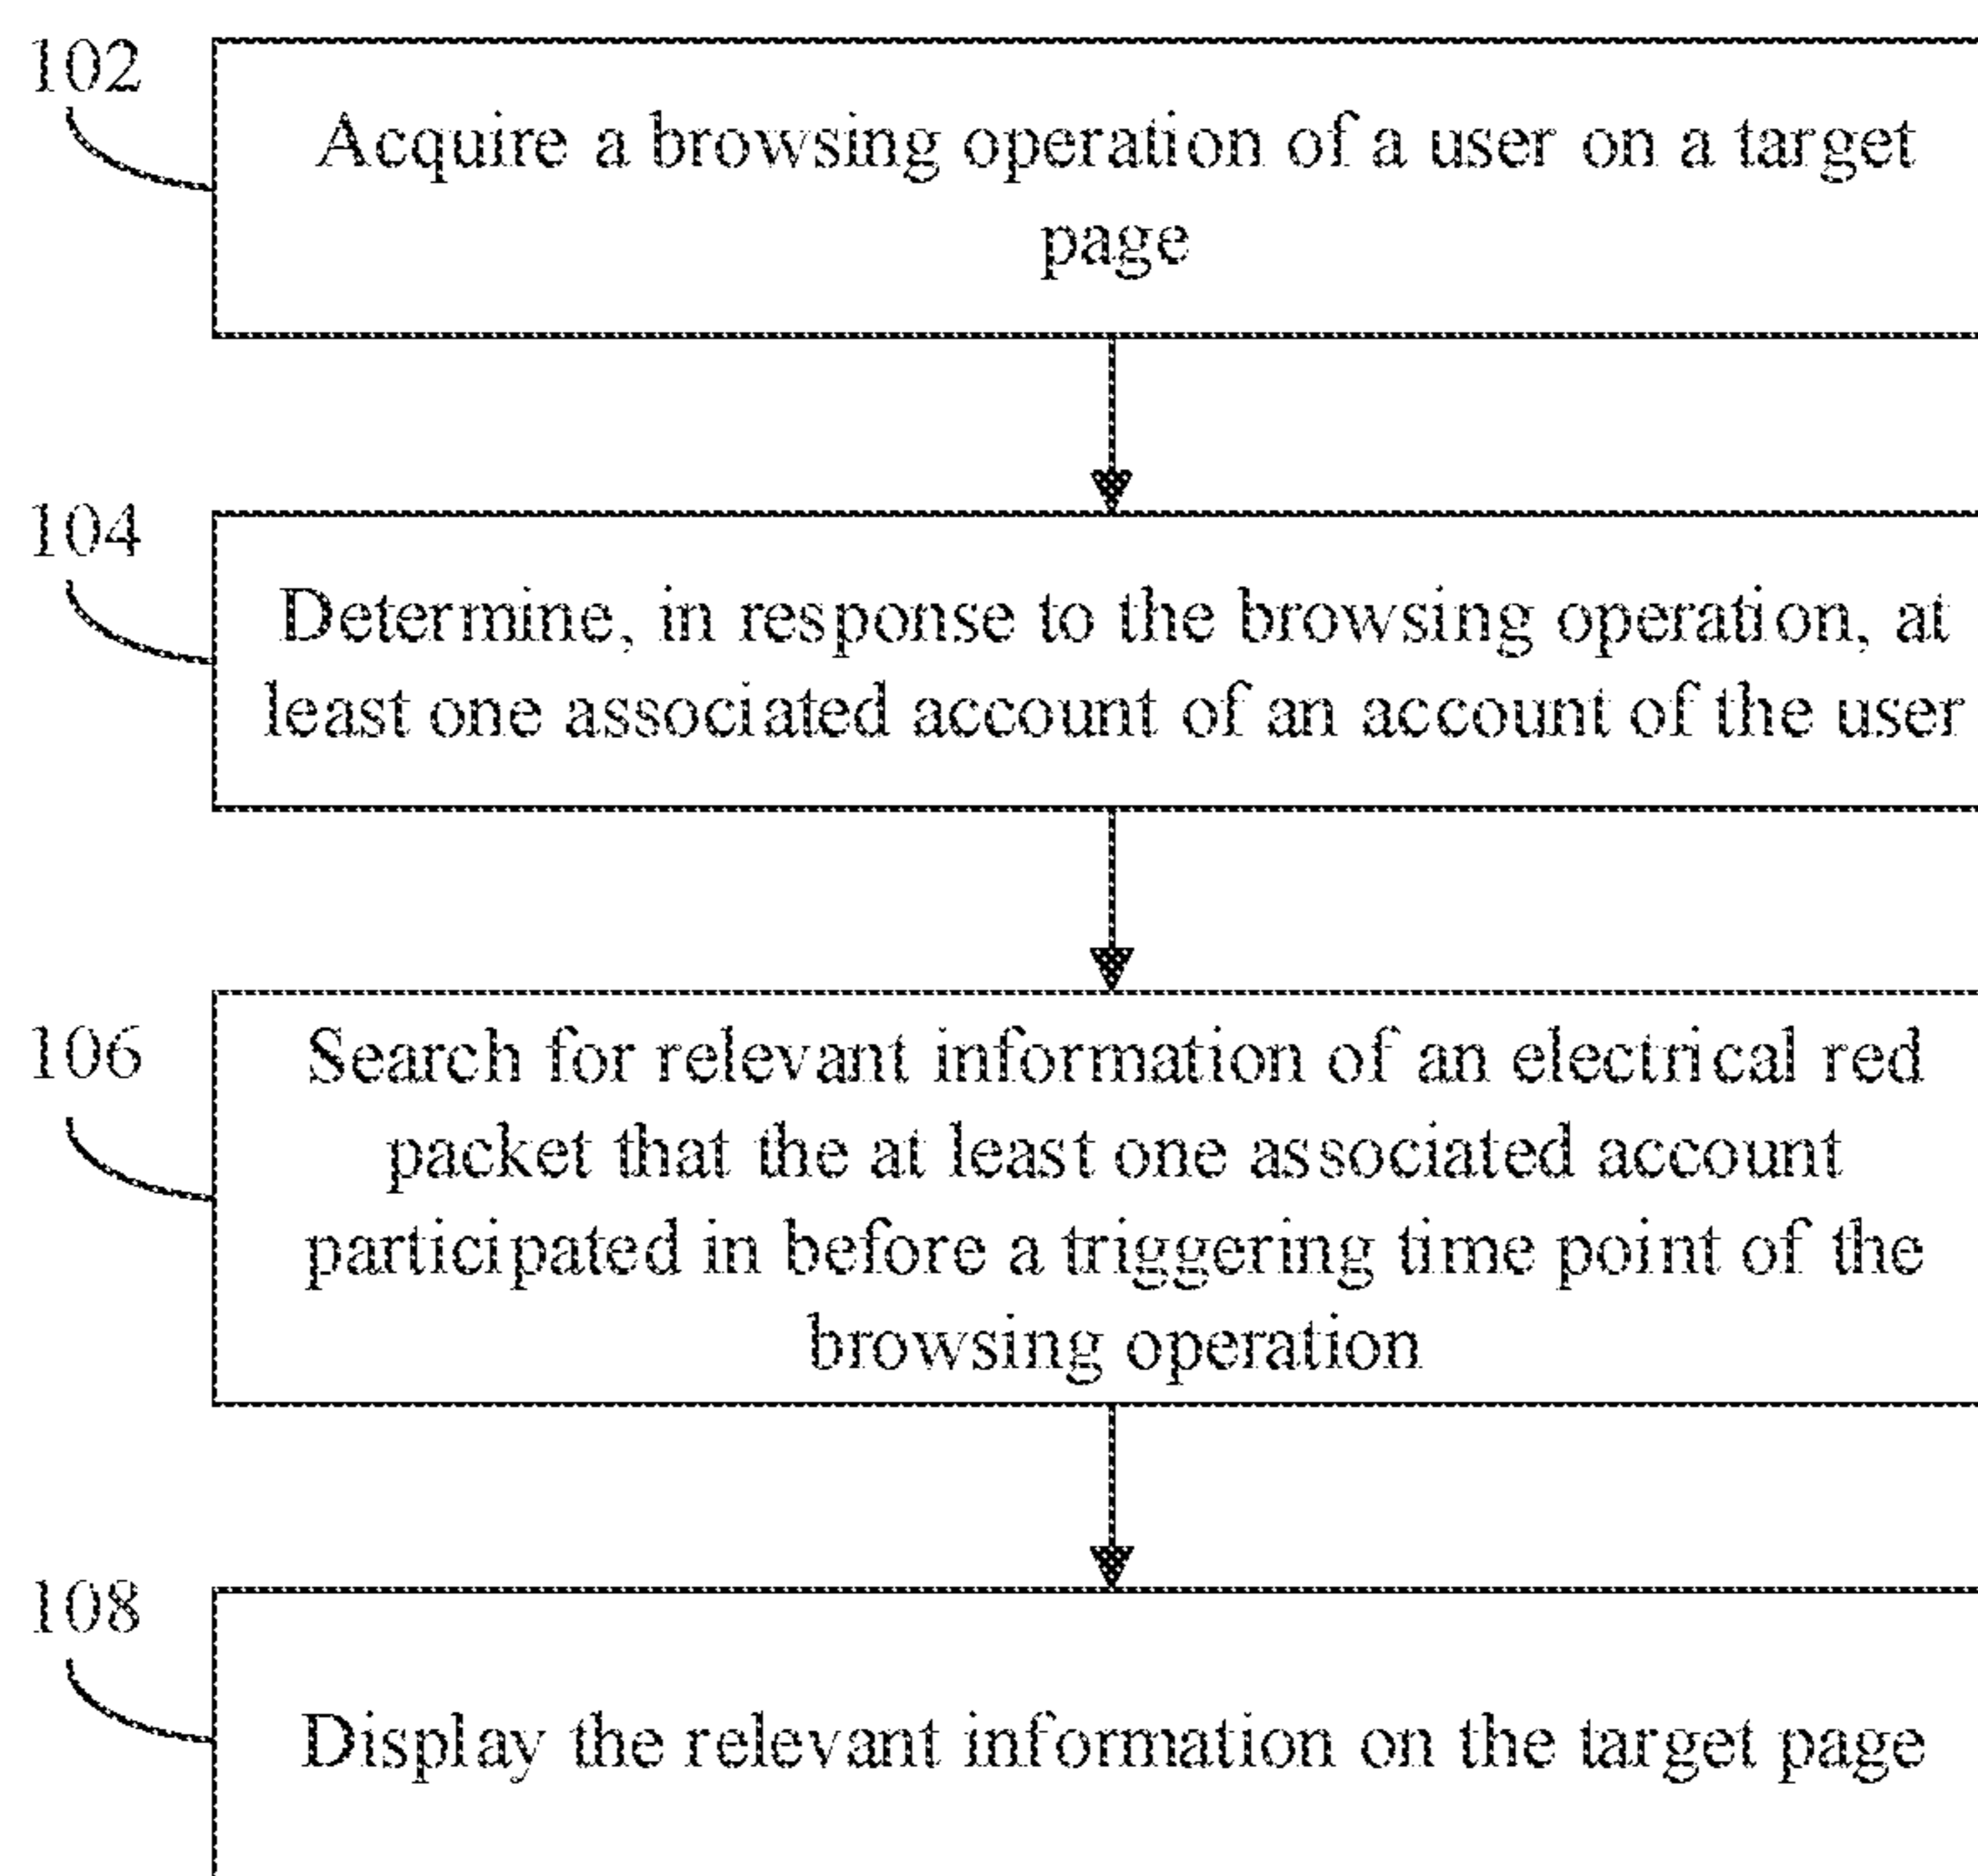 102
Acquire a browsing operation of a user on a target
page
104
Determine, in response to the browsing operation, at
least one associated account of an account of the user
106
Search for relevant information of an electrical red
packet that the at least one associated account
participated in before a triggering time point of the
browsing operation
108
Display the relevant information on the target page